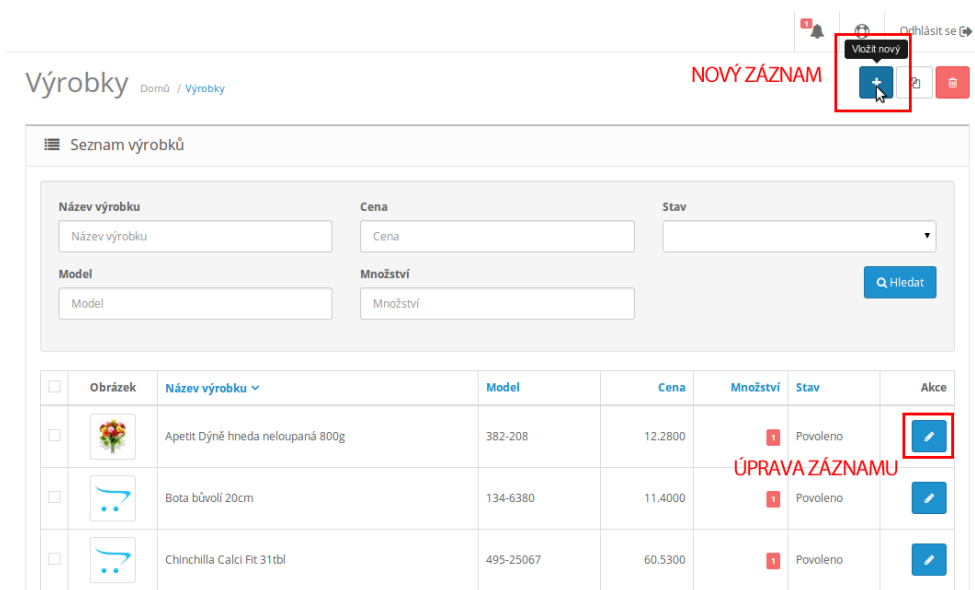 1
Odhlásit se
Vložit nový
Výrobky Domů / Výrobky NOVÝ ZÁZNAM
Seznam výrobků
Název výrobku Cena Stav
Název výrobku Cena
Model Množství
Hledat
Model Množství
Obrázek Název výrobku Model Cena Množství Stav Akce
Apetit Dýně hneda neloupaná 800g 382-208 12.2800 1 Povoleno
ÚPRAVA ZÁZNAMU
Bota bůvolí 20cm 134-6380 11.4000 1 Povoleno
Chinchilla Calci Fit 31tbl 495-25067 60.5300 1 Povoleno